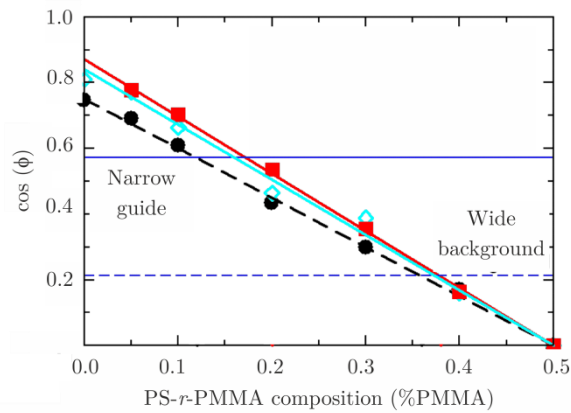 1.0
0.8
0.6
0.4
0.2
cos (ϕ)
Narrow
guide
Wide
background
0.0 0.1 0.2 0.3 0.4 0.5
PS-r-PMMA composition (%PMMA)